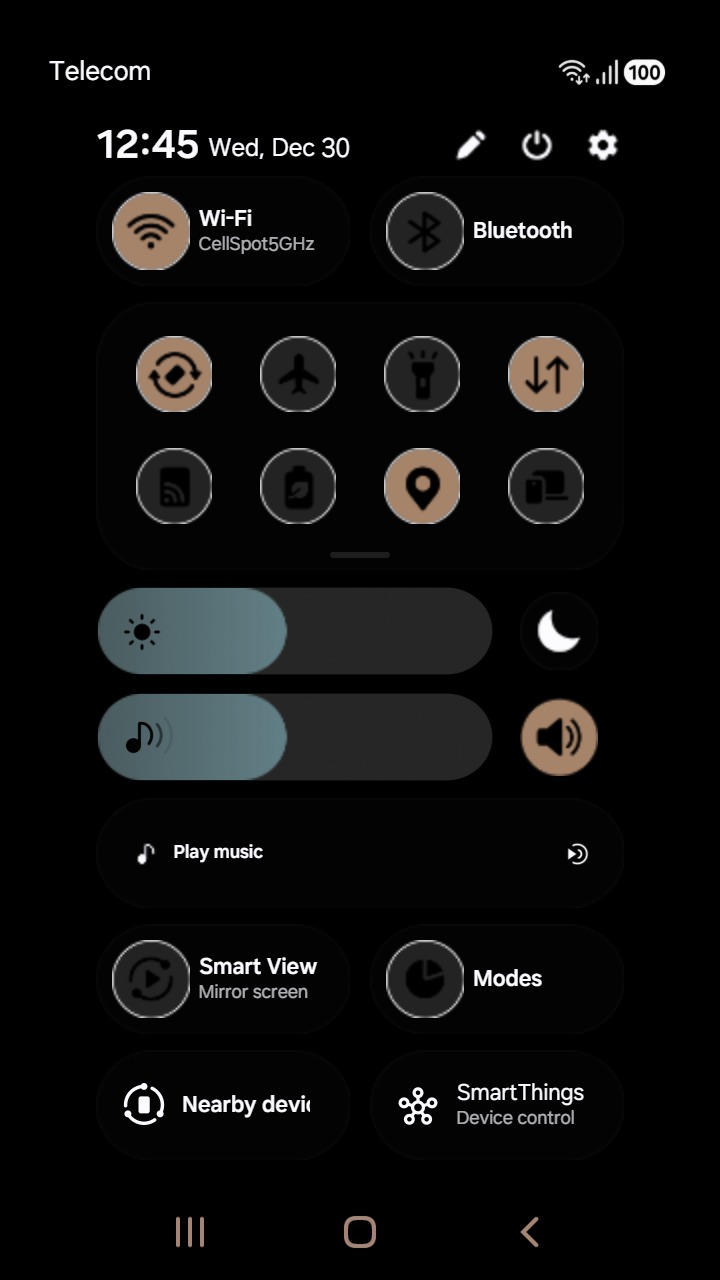 Telecom
100
12:45 Wed, Dec 30
Wi-Fi
CellSpot5GHz
Bluetooth
Play music
Smart View
Mirror screen
Modes
Nearby devi
SmartThings
Device control